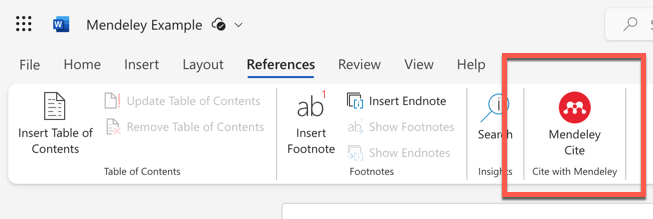 Mendeley Example
File Home Insert Layout References Review View Help
Insert Table of
Contents
Update Table of Contents
Remove Table of Contents
Table of Contents
ab1
Insert
Footnote
Insert Endnote
Show Footnotes
Show Endnotes
Footnotes
Search
Insights
Mendeley
Cite
Cite with Mendeley